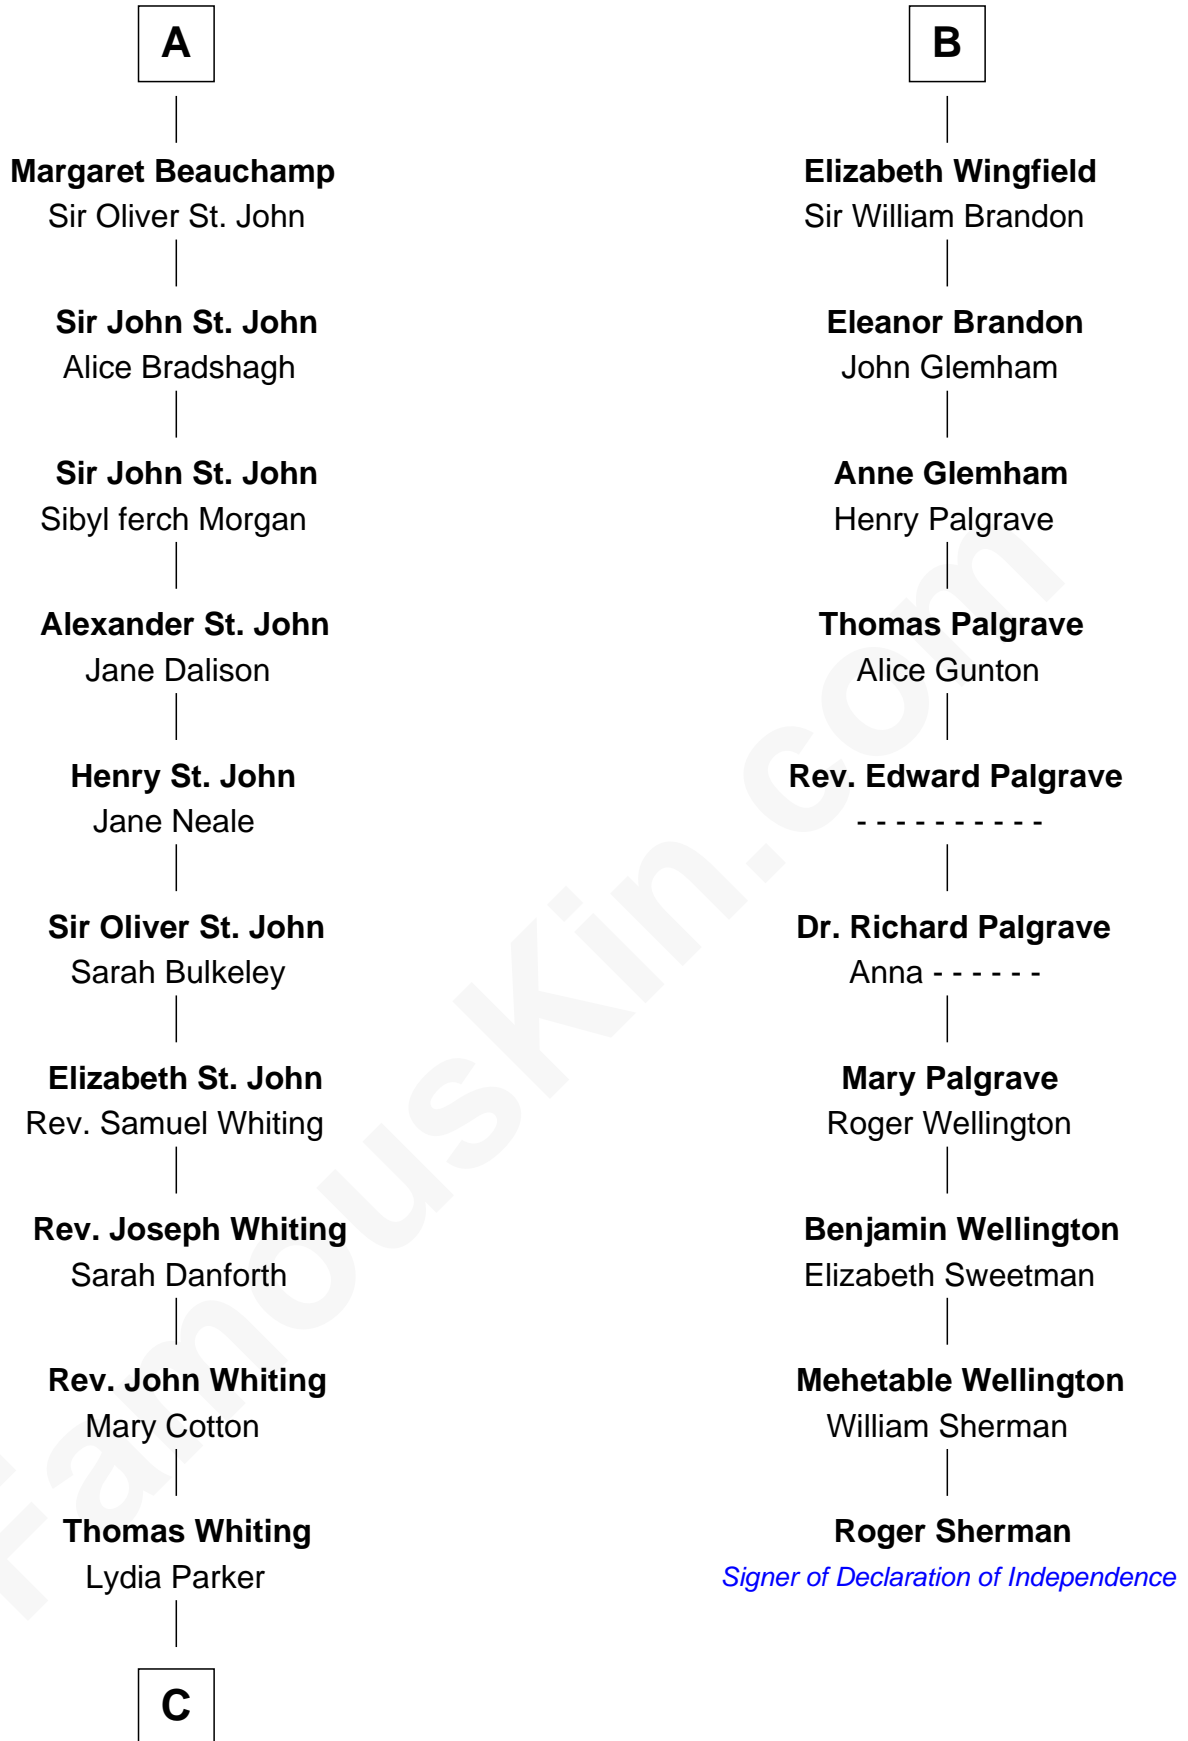 A
Margaret Beauchamp
Sir Oliver St. John
Sir John St. John
Alice Bradshagh
Sir John St. John
Sibyl ferch Morgan
Alexander St. John
Jane Dalison
Henry St. John
Jane Neale
Sir Oliver St. John
Sarah Bulkeley
Elizabeth St. John
Rev. Samuel Whiting
Rev. Joseph Whiting
Sarah Danforth
Rev. John Whiting
Mary Cotton
Thomas Whiting
Lydia Parker
C
B
Elizabeth Wingfield
Sir William Brandon
Eleanor Brandon
John Glemham
Anne Glemham
Henry Palgrave
Thomas Palgrave
Alice Gunton
Rev. Edward Palgrave
- - - - - - - - - -
Dr. Richard Palgrave
Anna - - - - - -
Mary Palgrave
Roger Wellington
Benjamin Wellington
Elizabeth Sweetman
Mehetable Wellington
William Sherman
Roger Sherman
Signer of Declaration of Independence
FamousKin.com